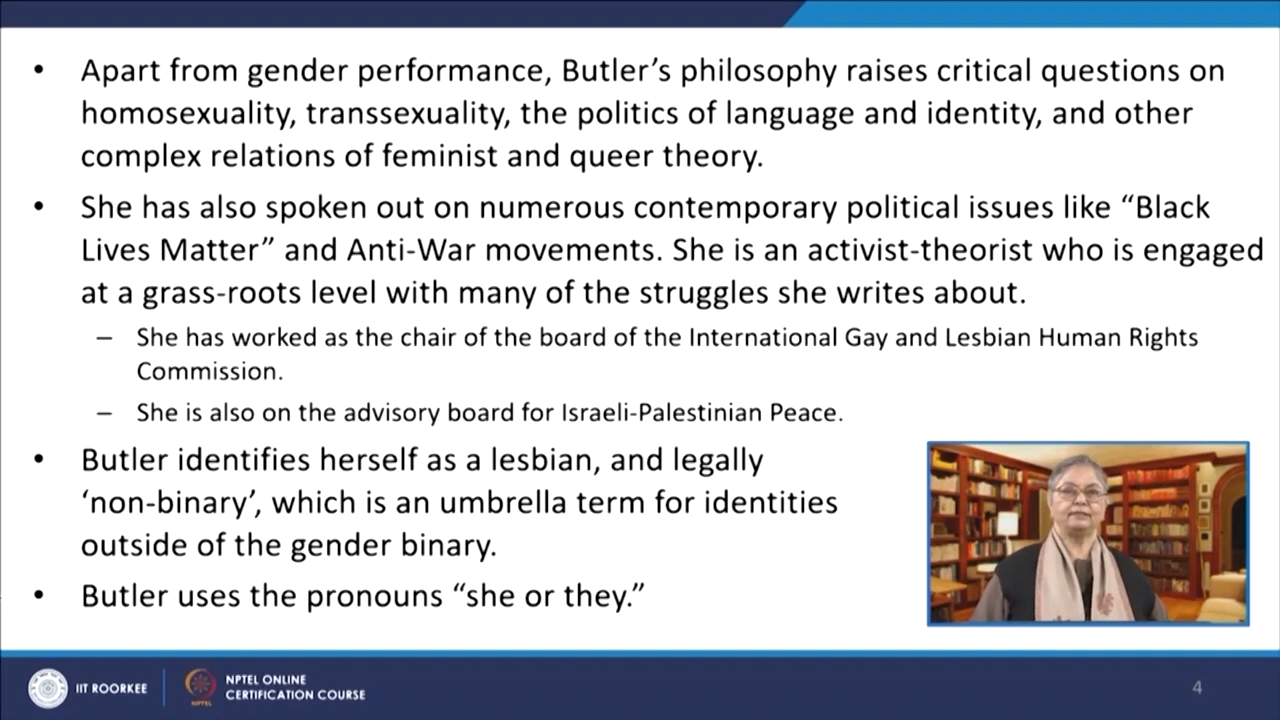 • Apart from gender performance, Butler’s philosophy raises critical questions on
homosexuality, transsexuality, the politics of language and identity, and other
complex relations of feminist and queer theory.
• She has also spoken out on numerous contemporary political issues like “Black
Lives Matter” and Anti-War movements. She is an activist-theorist who is engaged
at a grass-roots level with many of the struggles she writes about.
– She has worked as the chair of the board of the International Gay and Lesbian Human Rights
Commission.
– She is also on the advisory board for Israeli-Palestinian Peace.
• Butler identifies herself as a lesbian, and legally
‘non-binary’, which is an umbrella term for identities
outside of the gender binary.
• Butler uses the pronouns “she or they.”
IIT ROORKEE
NPTEL
NPTEL ONLINE
CERTIFICATION COURSE
4